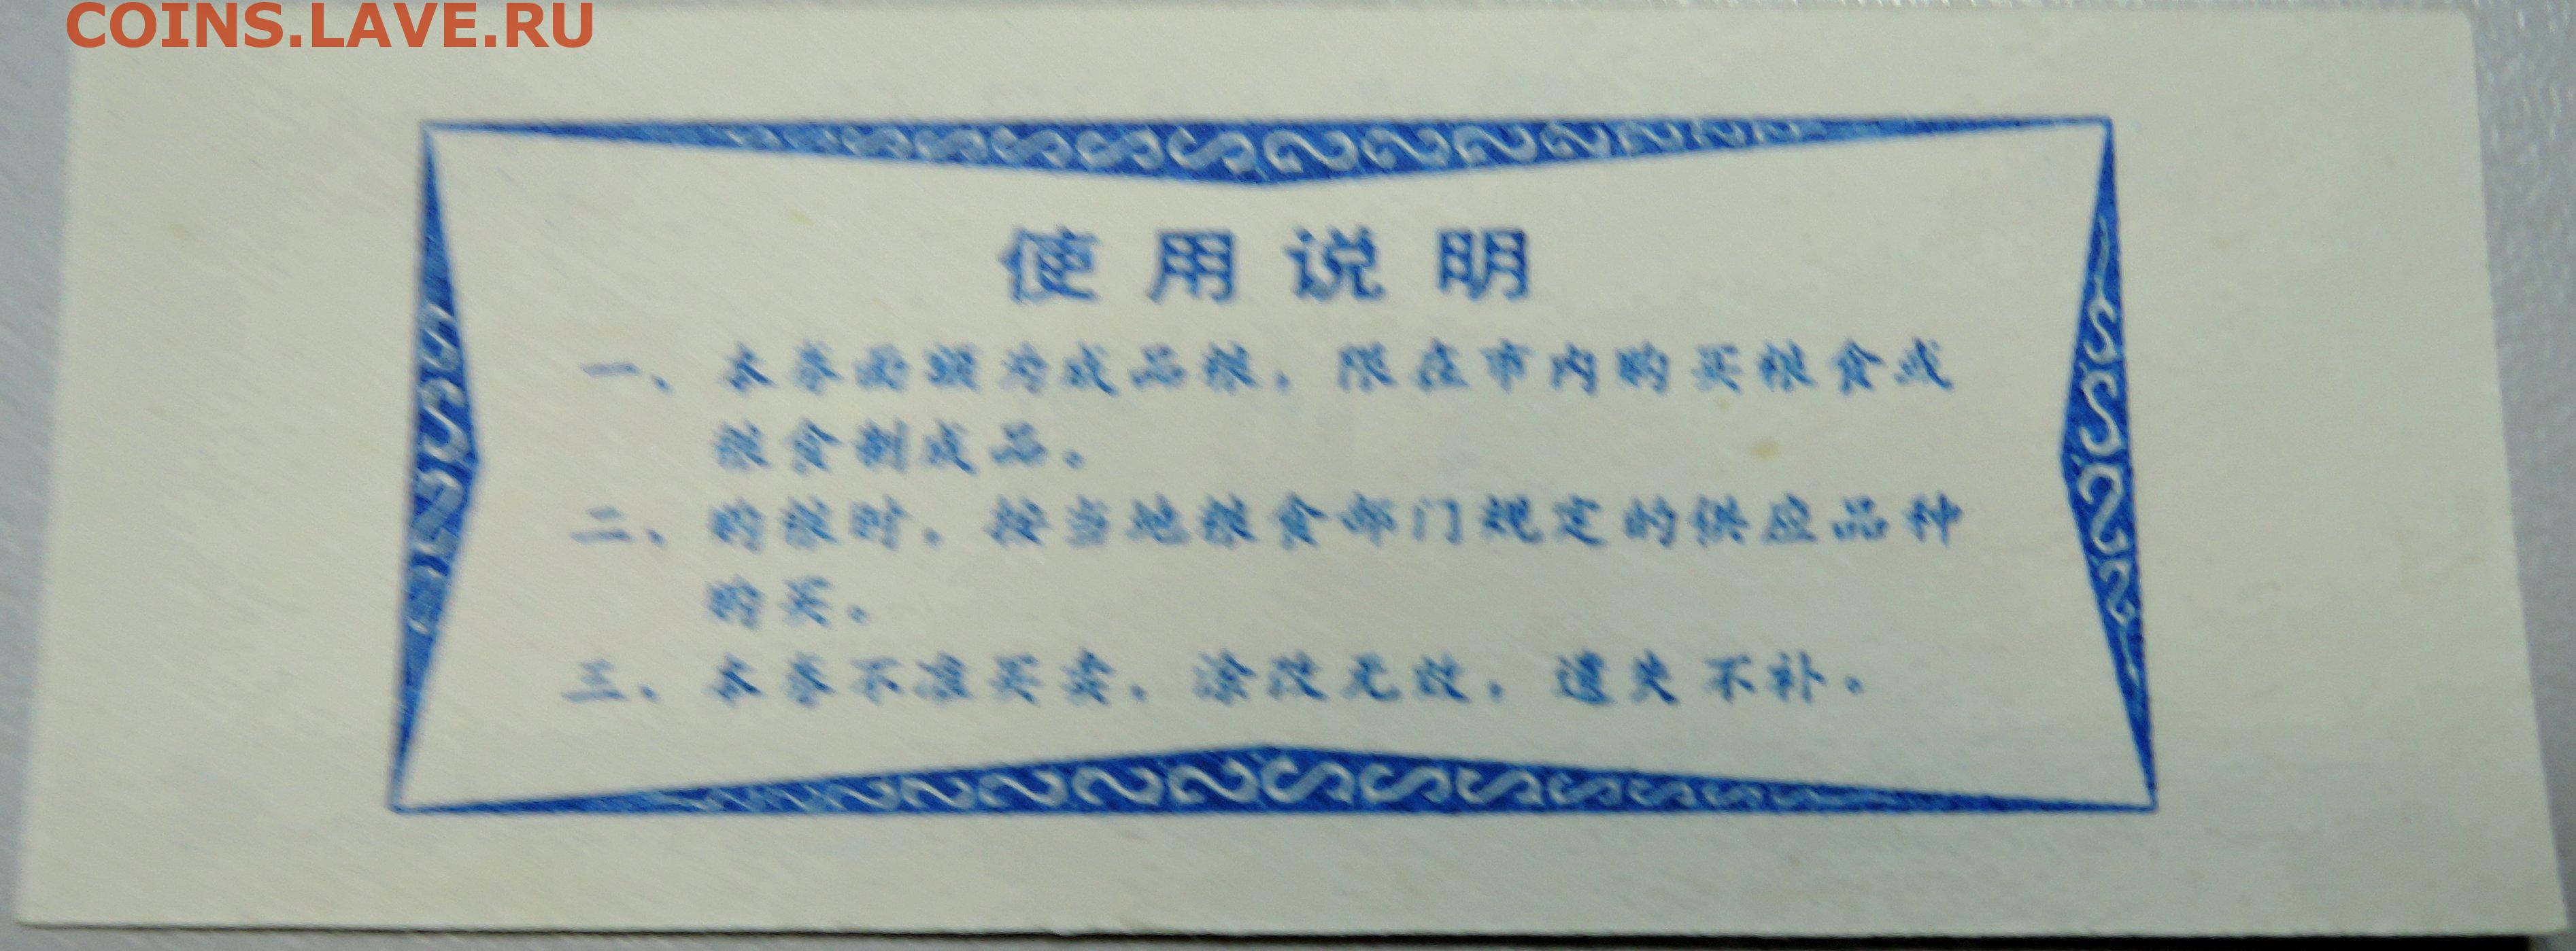 COINS.LAVE.RU
使用说明
一、本券面额为成品粮，限在市内购买粮食或
粮食制成品。
二、购粮时，按当地粮食部门规定的供应品种
购买。
三、本券不准买卖，涂改无效，遗失不补。